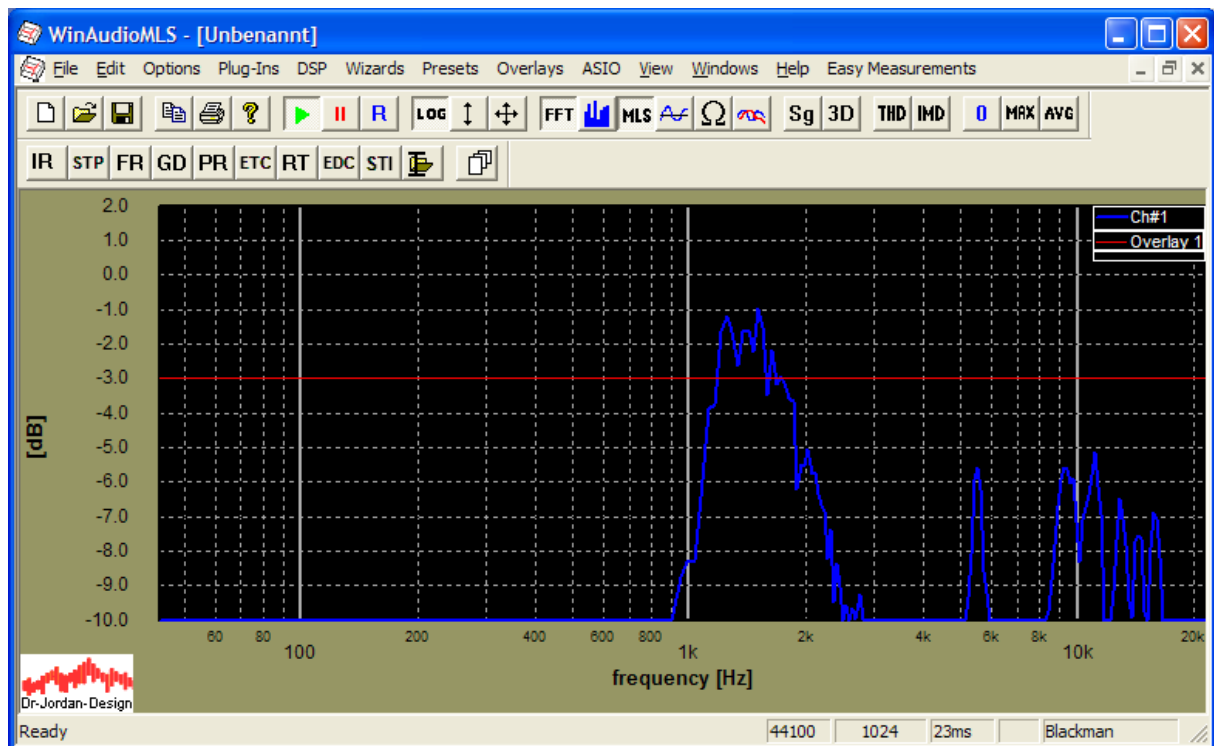 WinAudioMLS - [Unbenannt]
File Edit Options Plug-Ins DSP Wizards Presets Overlays ASIO View Windows Help Easy Measurements
R LOG FFT MLS Ω Sg 3D THD IMD 0 MAX AVG
IR STP FR GD PR ETC RT EDC STI
2.0
1.0
0.0
-1.0
-2.0
-3.0
-4.0
-5.0
-6.0
-7.0
-8.0
-9.0
-10.0
[dB]
Ch#1
Overlay 1
60 80 200 400 600 800 2k 4k 6k 8k 20k
100 1k 10k
frequency [Hz]
Dr-Jordan-Design
Ready 44100 1024 23ms Blackman